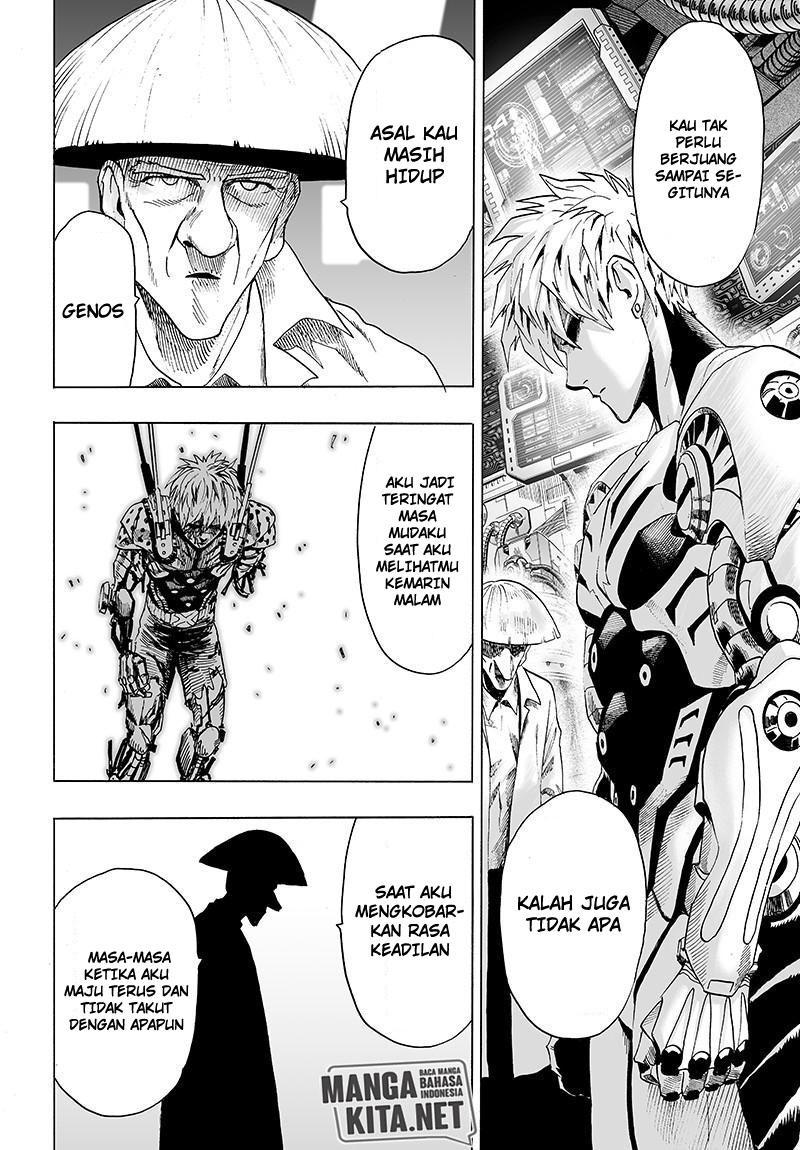 KAU TAK
PERLU
BERJUANG
SAMPAI SE-
GITUNYA
KALAH JUGA
TIDAK APA
ASAL KAU
MASIH
HIDUP
GENOS
AKU JADI
TERINGAT
MASA
MUDAKU
SAAT AKU
MELIHATMU
KEMARIN
MALAM
SAAT AKU
MENGKOBAR-
KAN RASA
KEADILAN
MASA-MASA
KETIKA AKU
MAJU TERUS DAN
TIDAK TAKUT
DENGAN APAPUN
MANGA
BACA MANGA
BAHASA
INDONESIA
KITA.NET